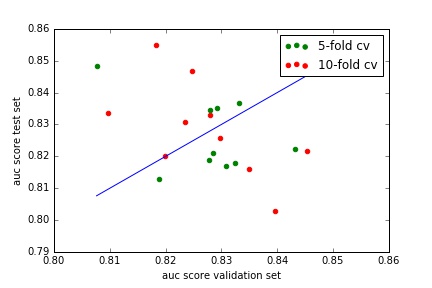 0.86
0.85
0.84
0.83
0.82
0.81
0.80
0.79
auc score test set
5-fold cv
10-fold cv
0.80 0.81 0.82 0.83 0.84 0.85 0.86
auc score validation set